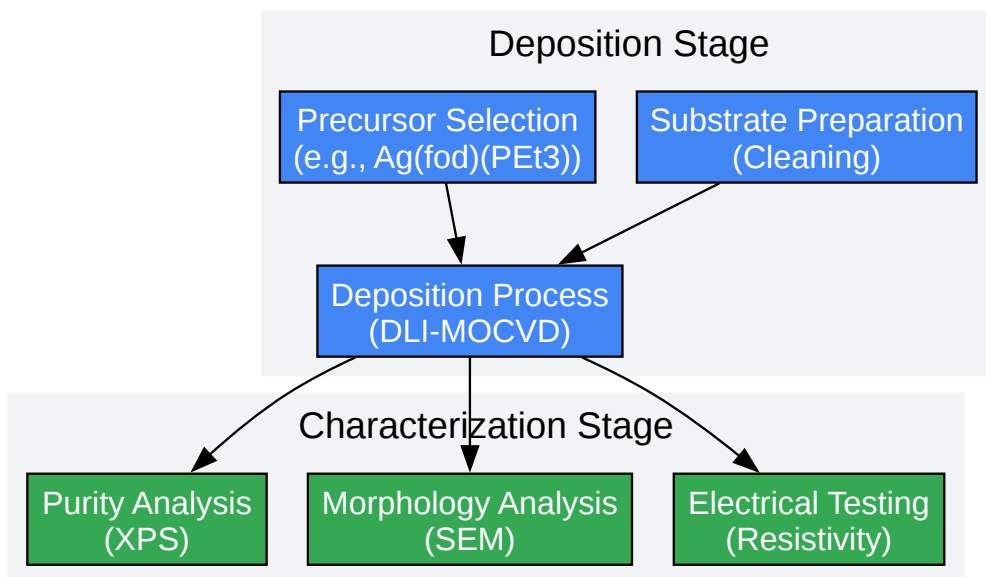 Deposition Stage
Precursor Selection
(e.g., Ag(fod)(PEt3))
Substrate Preparation
(Cleaning)
Deposition Process
(DLI-MOCVD)
Characterization Stage
Purity Analysis
(XPS)
Morphology Analysis
(SEM)
Electrical Testing
(Resistivity)